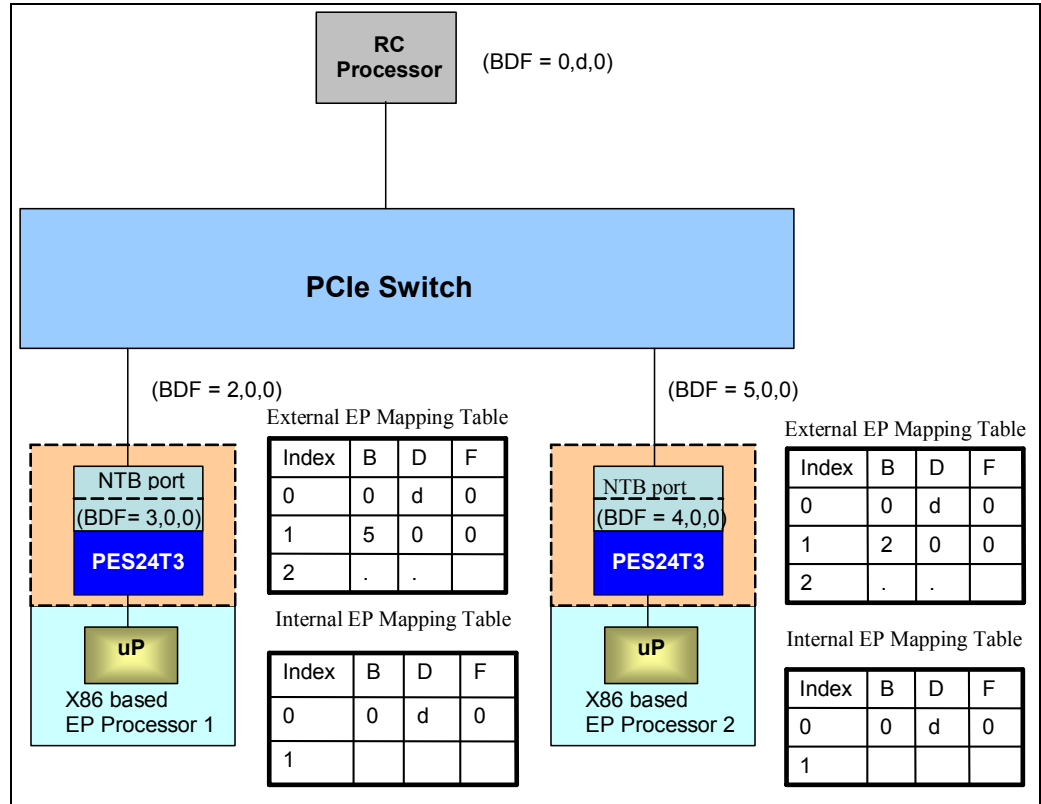 RC
Processor
(BDF = 0,d,0)
PCIe Switch
(BDF = 2,0,0)
(BDF = 5,0,0)
External EP Mapping Table
Index B D F
0 0 d 0
1 5 0 0
2 . .
NTB port
(BDF= 3,0,0)
PES24T3
Internal EP Mapping Table
Index B D F
0 0 d 0
1
uP
X86 based
EP Processor 1
External EP Mapping Table
Index B D F
0 0 d 0
1 2 0 0
2 . .
NTB port
(BDF= 4,0,0)
PES24T3
Internal EP Mapping Table
Index B D F
0 0 d 0
1
uP
X86 based
EP Processor 2